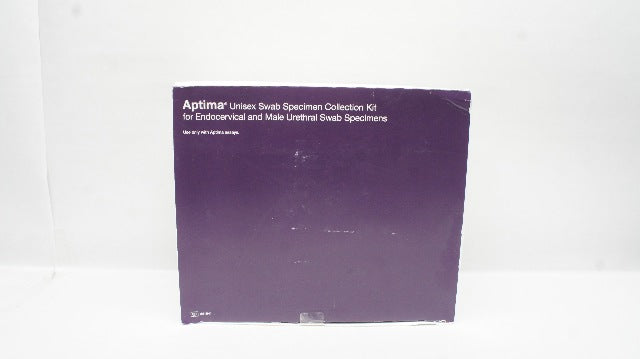 Aptima® Unisex Swab Specimen Collection Kit
for Endocervical and Male Urethral Swab Specimens
Use only with Aptima assays.